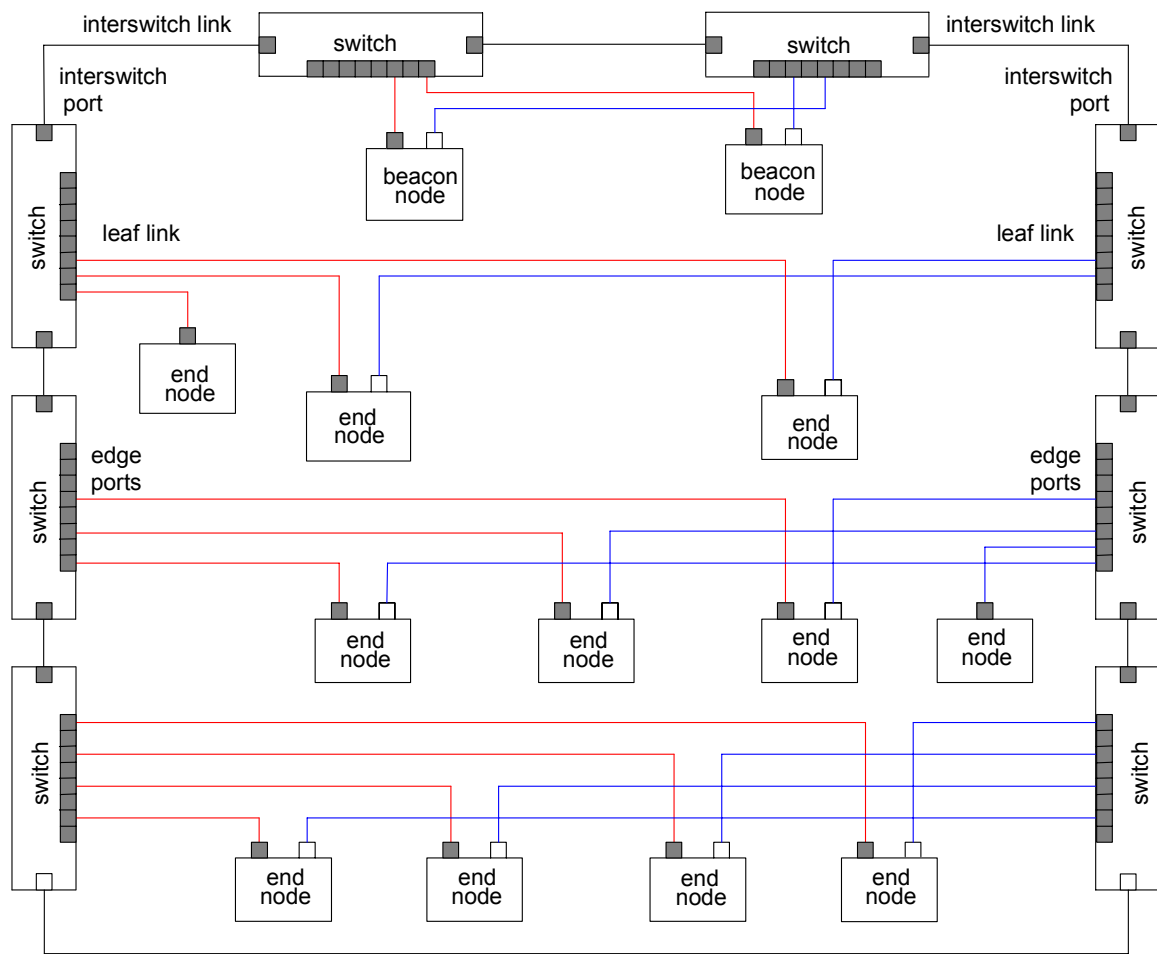 interswitch link
switch
switch
interswitch link
interswitch
port
interswitch
port
beacon
node
beacon
node
switch
leaf link
leaf link
switch
end
node
end
node
end
node
switch
edge
ports
edge
ports
switch
end
node
end
node
end
node
end
node
switch
switch
end
node
end
node
end
node
end
node